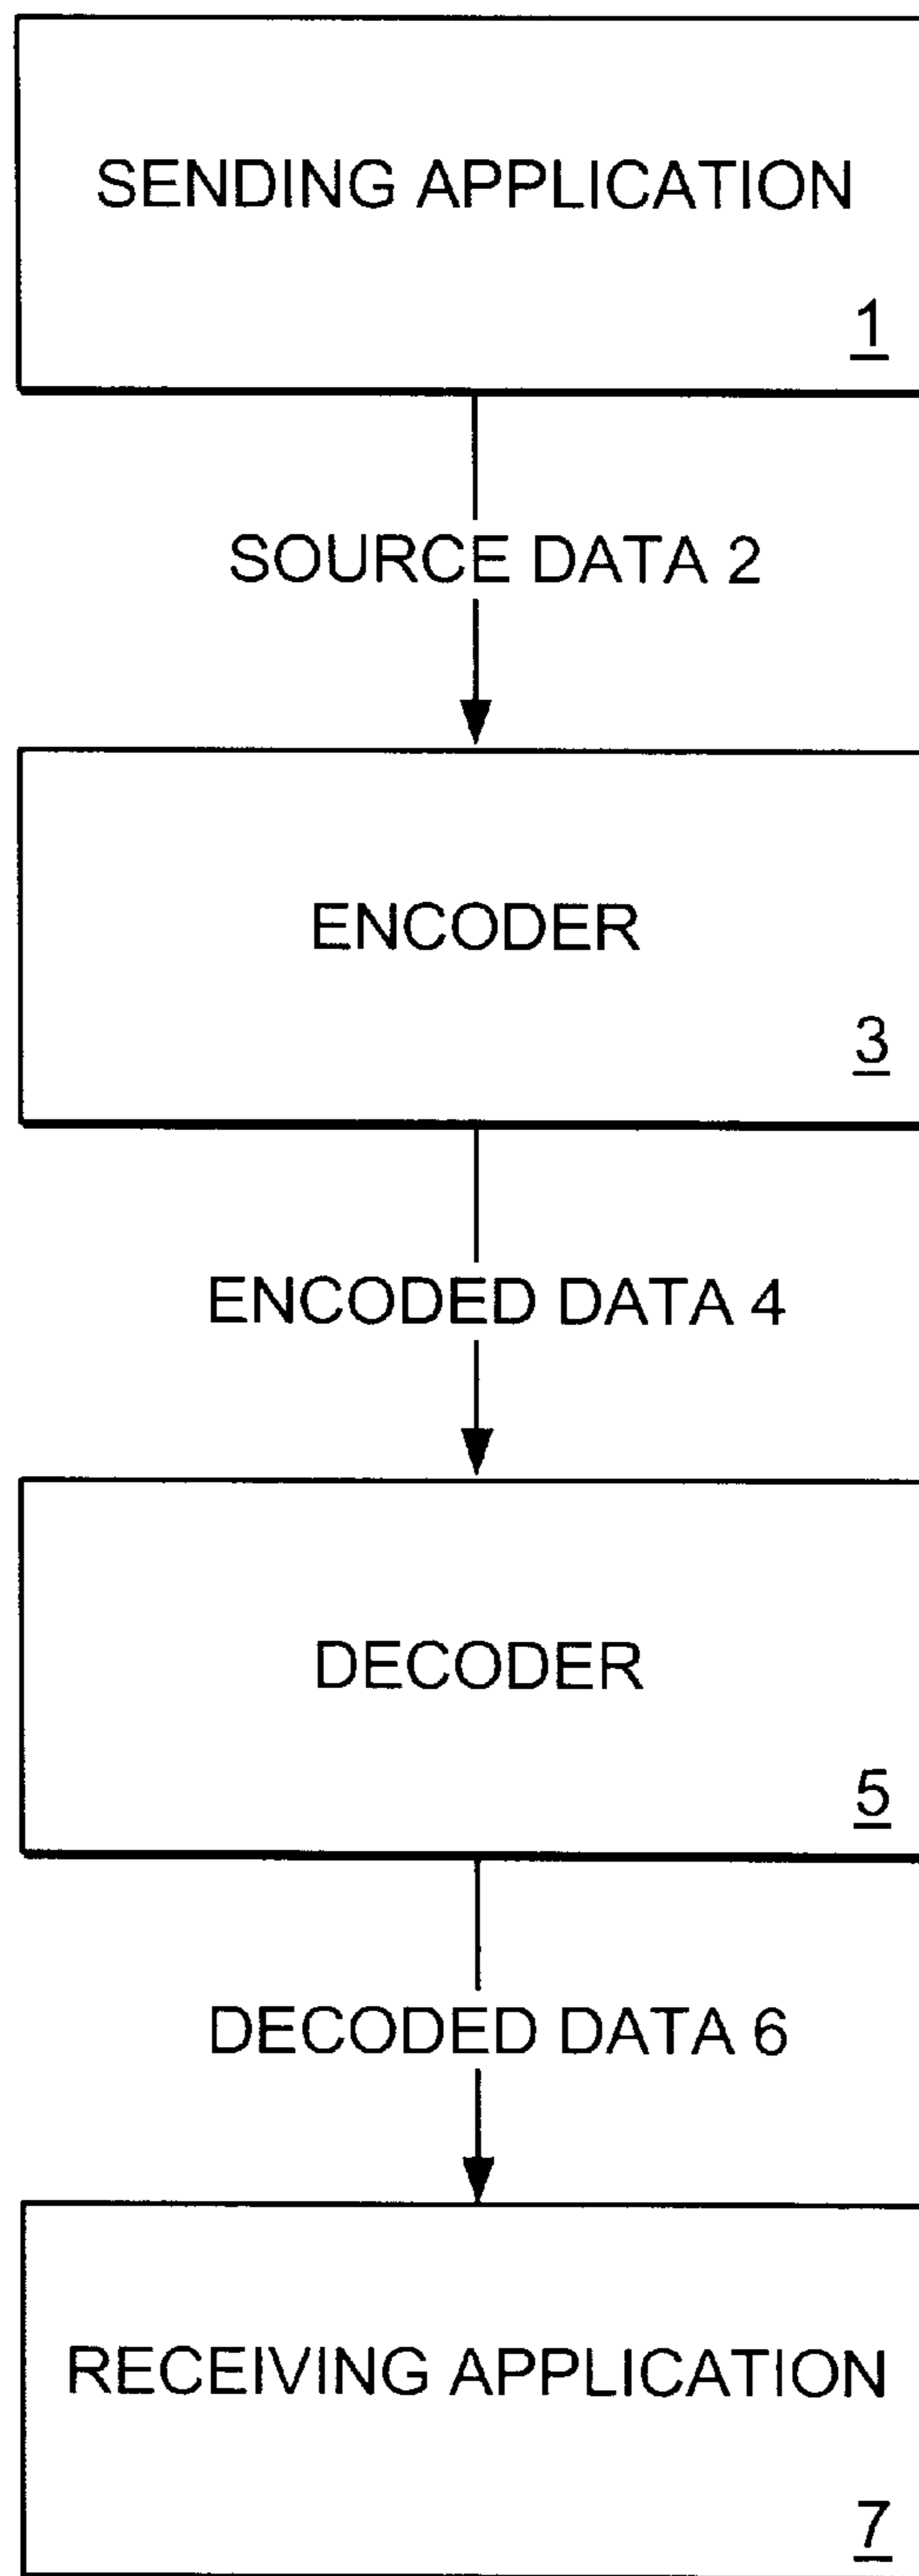 SENDING APPLICATION
1
SOURCE DATA 2
ENCODER
3
ENCODED DATA 4
DECODER
5
DECODED DATA 6
RECEIVING APPLICATION
7